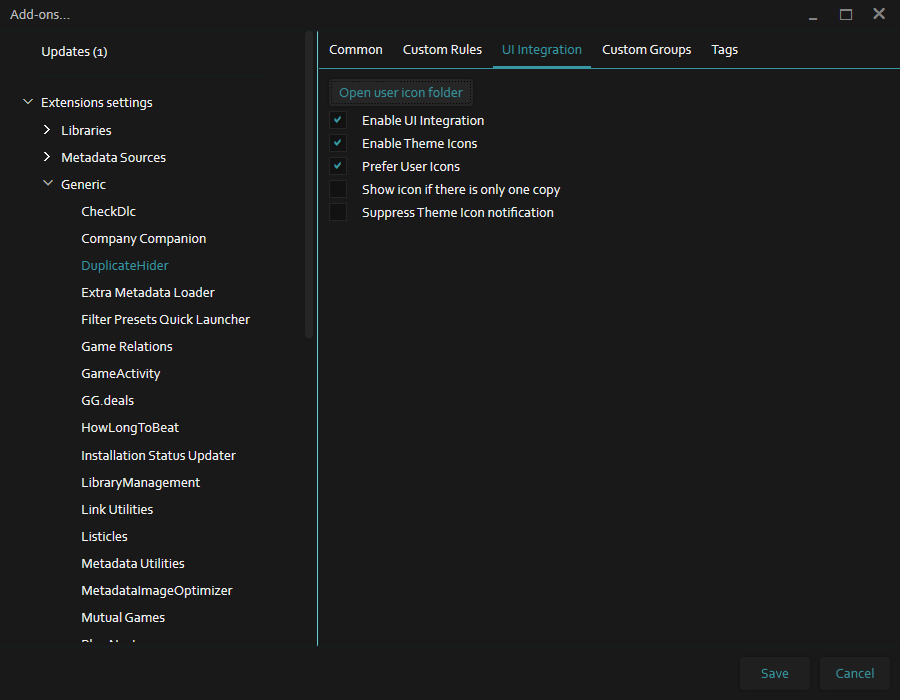 Add-ons...
Updates (1)
Extensions settings
Libraries
Metadata Sources
Generic
CheckDlc
Company Companion
DuplicateHider
Extra Metadata Loader
Filter Presets Quick Launcher
Game Relations
GameActivity
GG.deals
HowLongToBeat
Installation Status Updater
LibraryManagement
Link Utilities
Listicles
Metadata Utilities
MetadataImageOptimizer
Mutual Games
Common Custom Rules UI Integration Custom Groups Tags
Open user icon folder
Enable UI Integration
Enable Theme Icons
Prefer User Icons
Show icon if there is only one copy
Suppress Theme Icon notification
Save Cancel